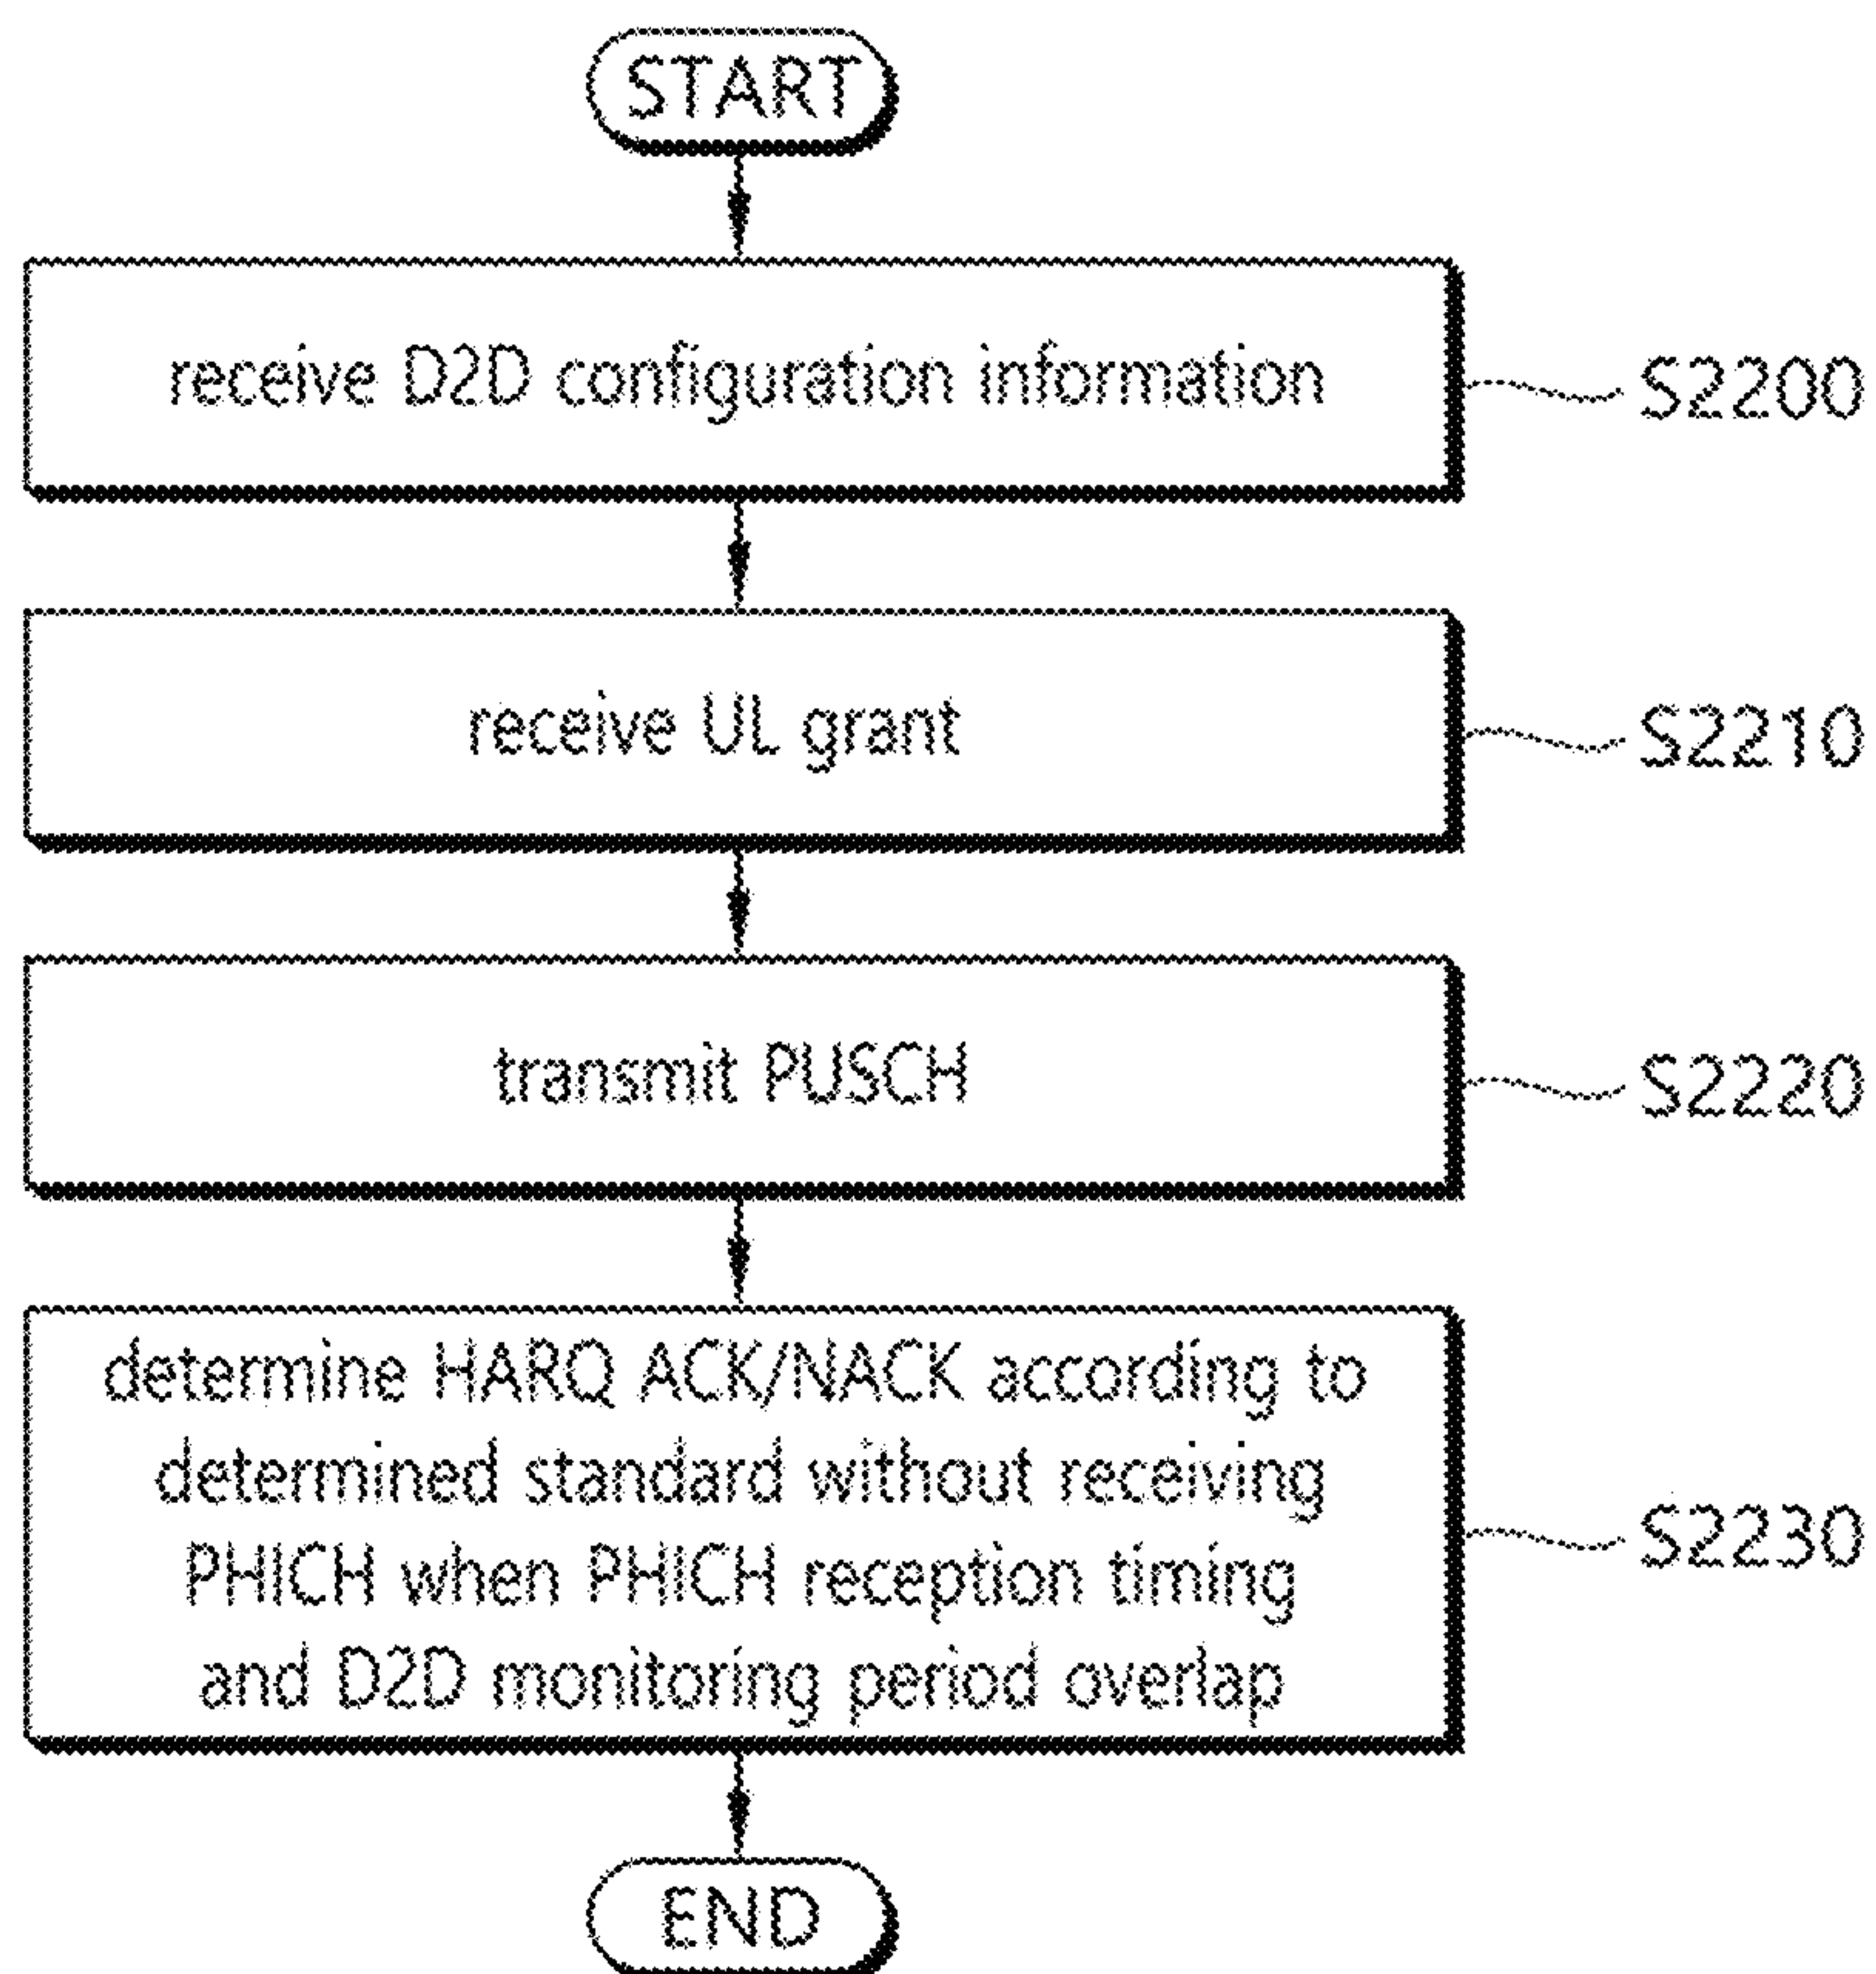 START
receive D2D configuration information
S2200
receive UL grant
S2210
transmit PUSCH
S2220
determine HARQ ACK/NACK according to
determined standard without receiving
PHICH when PHICH reception timing
and D2D monitoring period overlap
S2230
END